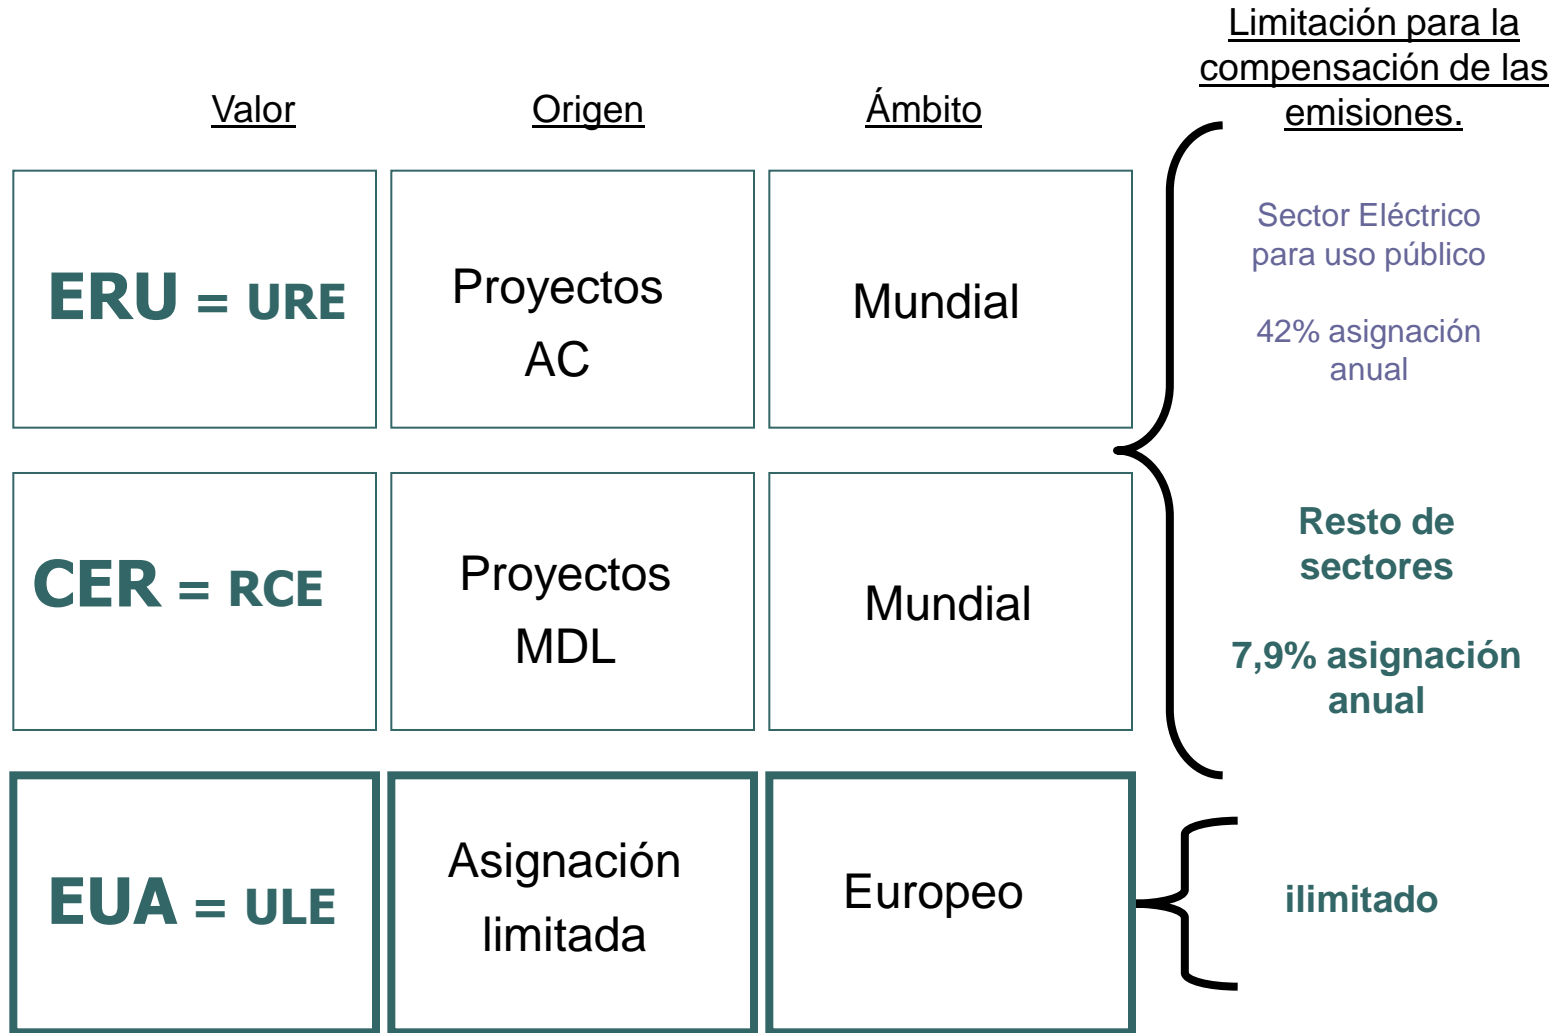 Valor
Origen
Ámbito
Limitación para la
compensación de las
emisiones.
ERU = URE
Proyectos
AC
Mundial
Sector Eléctrico
para uso público
42% asignación
anual
CER = RCE
Proyectos
MDL
Mundial
Resto de
sectores
7,9% asignación
anual
EUA = ULE
Asignación
limitada
Europeo
ilimitado